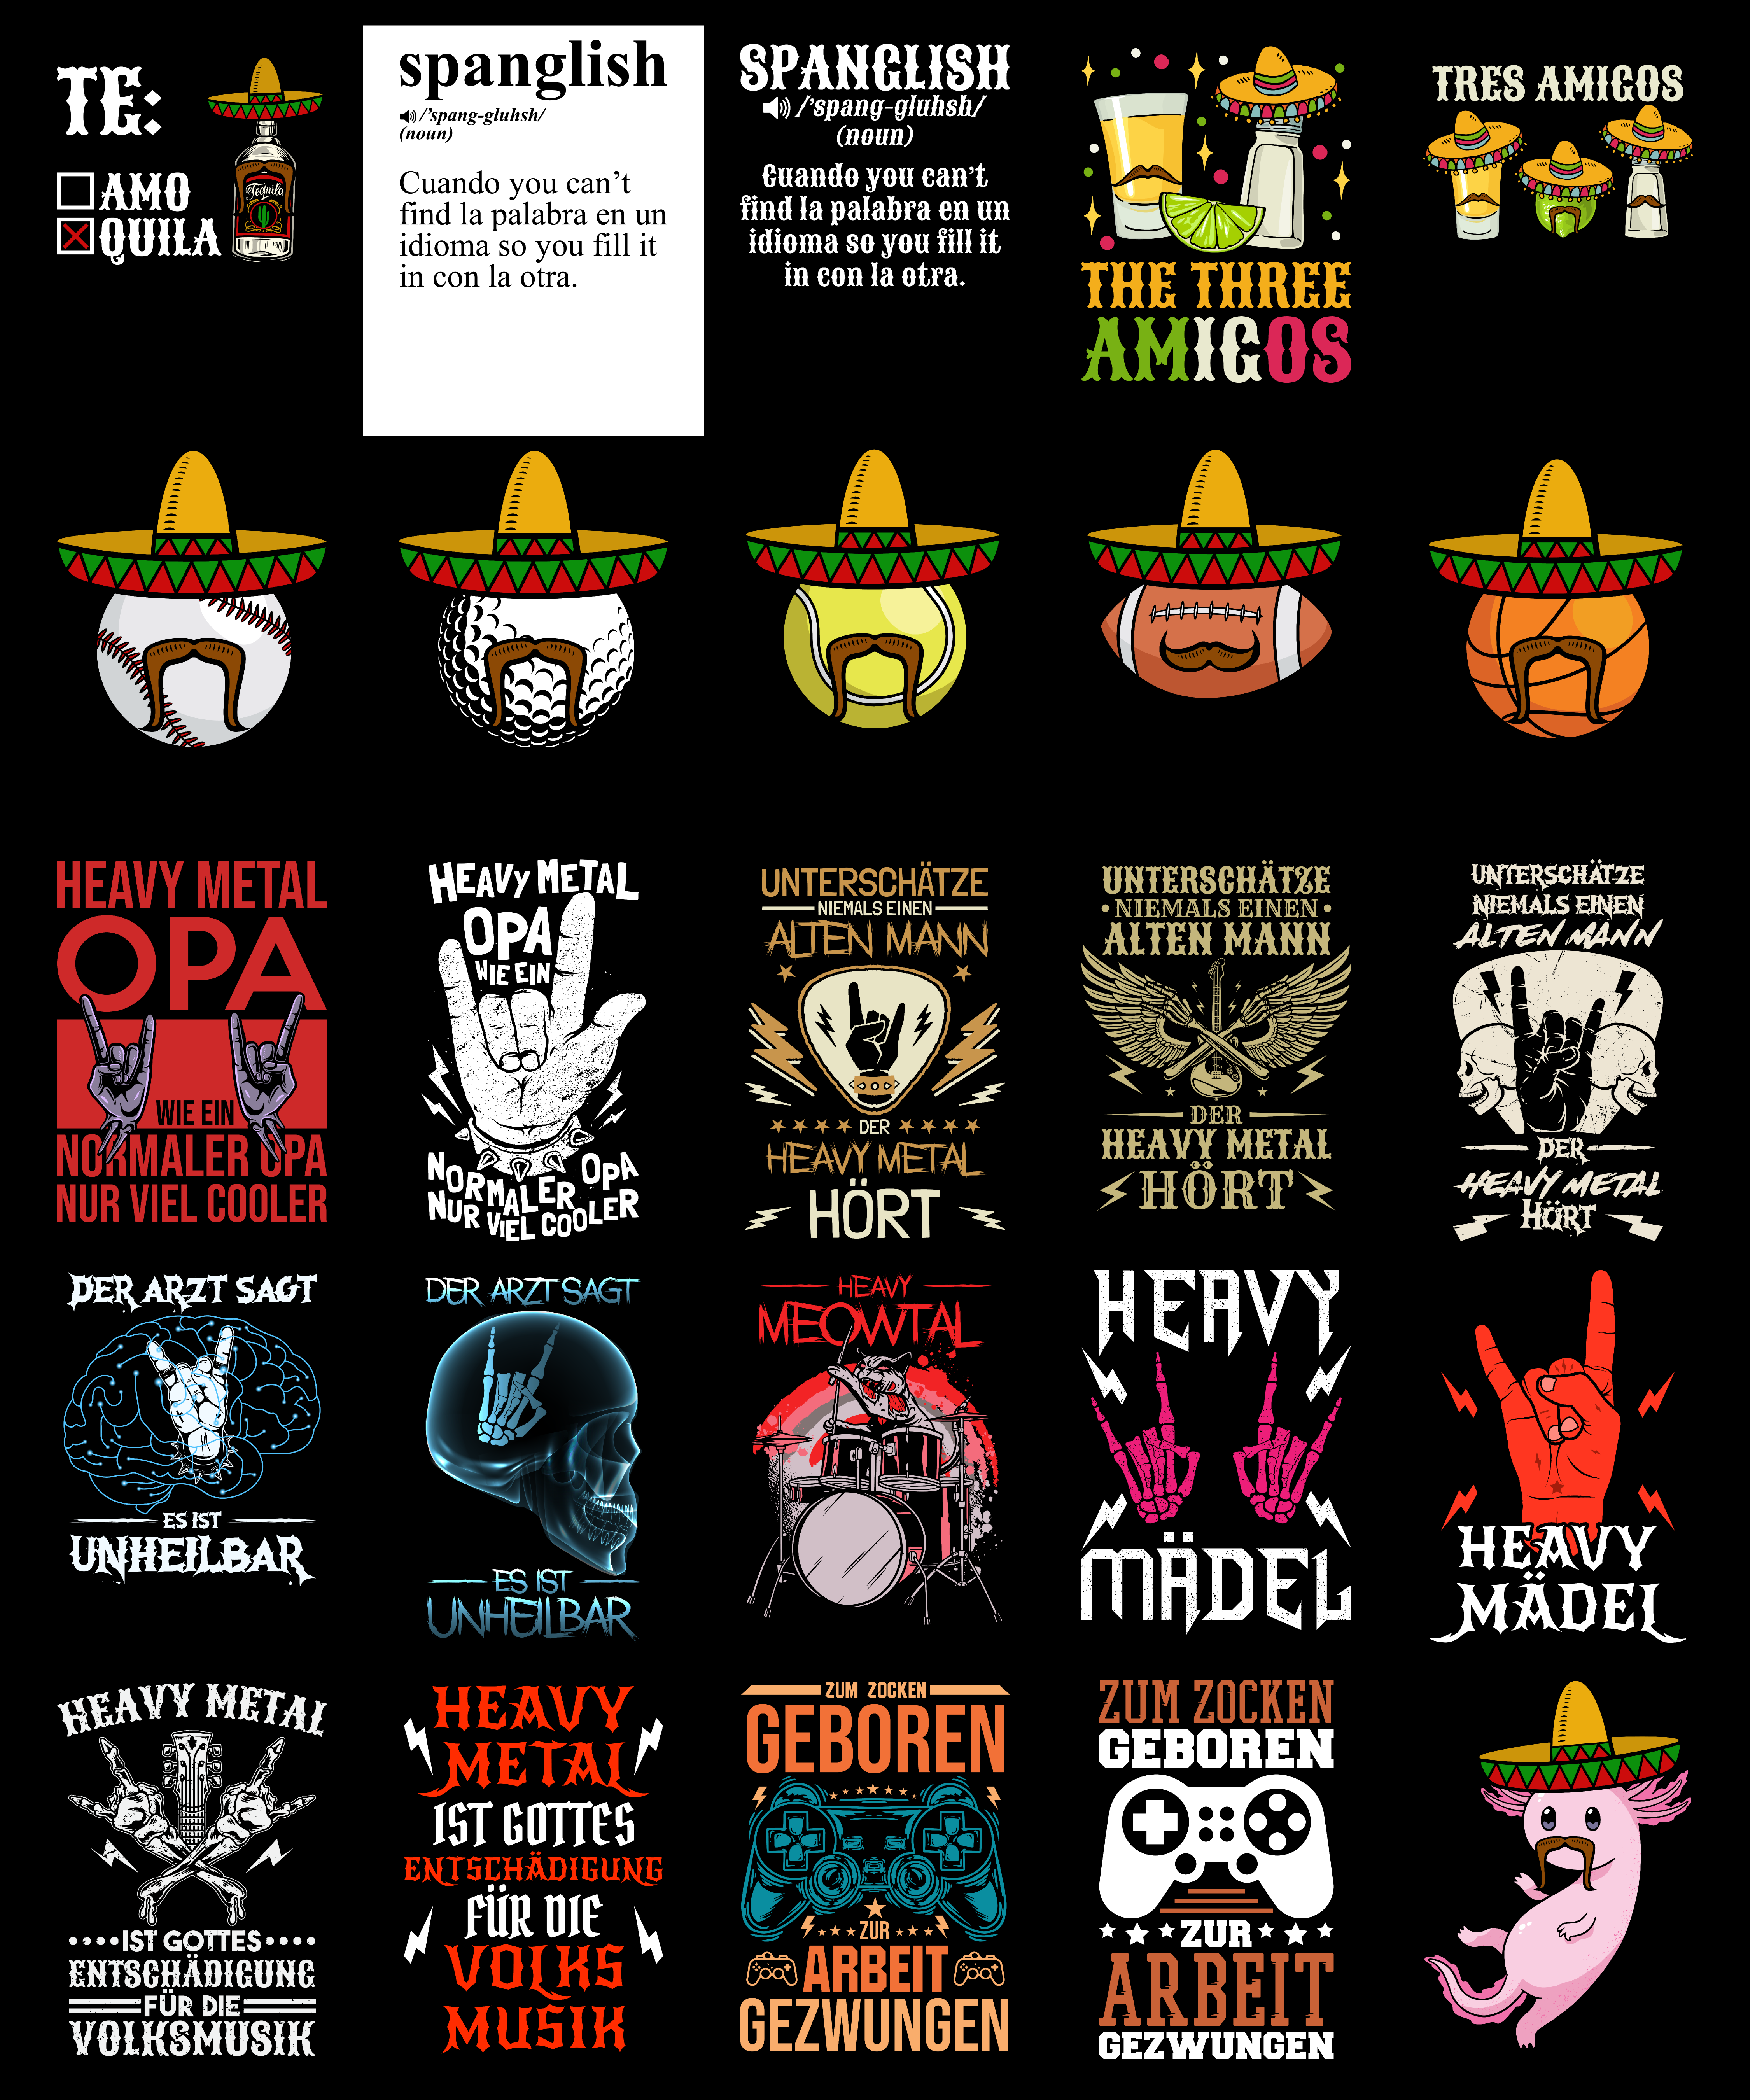 TE:
AMO
QUILA
Tequila
spanglish
/'spang-gluhsh/
(noun)
Cuando you can't
find la palabra en un
idioma so you fill it
in con la otra.
SPANGLISH
/'spang-gluhsh/
(noun)
Cuando you can't
find la palabra en un
idioma so you fill it
in con la otra.
THE THREE
AMIGOS
TRES AMIGOS
HEAVY METAL
OPA
WIE EIN
NORMALER OPA
NUR VIEL COOLER
HEAVY METAL
OPA
WIE EIN
NORMALER OPA
NUR VIEL COOLER
UNTERSCHÄTZE
NIEMALS EINEN
ALTEN MANN
DER
HEAVY METAL
HÖRT
UNTERSCHÄTZE
• NIEMALS EINEN •
ALTEN MANN
DER
HEAVY METAL
HÖRT
UNTERSCHÄTZE
NIEMALS EINEN
ALTEN MANN
DER
HEAVY METAL
HÖRT
DER ARZT SAGT
ES IST
UNHEILBAR
DER ARZT SAGT
ES IST
UNHEILBAR
HEAVY
MEOWTAL
HEAVY
MÄDEL
HEAVY
MÄDEL
HEAVY METAL
••••IST GOTTES••••
ENTSCHÄDIGUNG
FÜR DIE
VOLKSMUSIK
HEAVY
METAL
IST GOTTES
ENTSCHÄDIGUNG
FÜR DIE
VOLKS
MUSIK
ZUM ZOCKEN
GEBOREN
ZUR
ARBEIT
GEZWUNGEN
ZUM ZOCKEN
GEBOREN
ZUR
ARBEIT
GEZWUNGEN